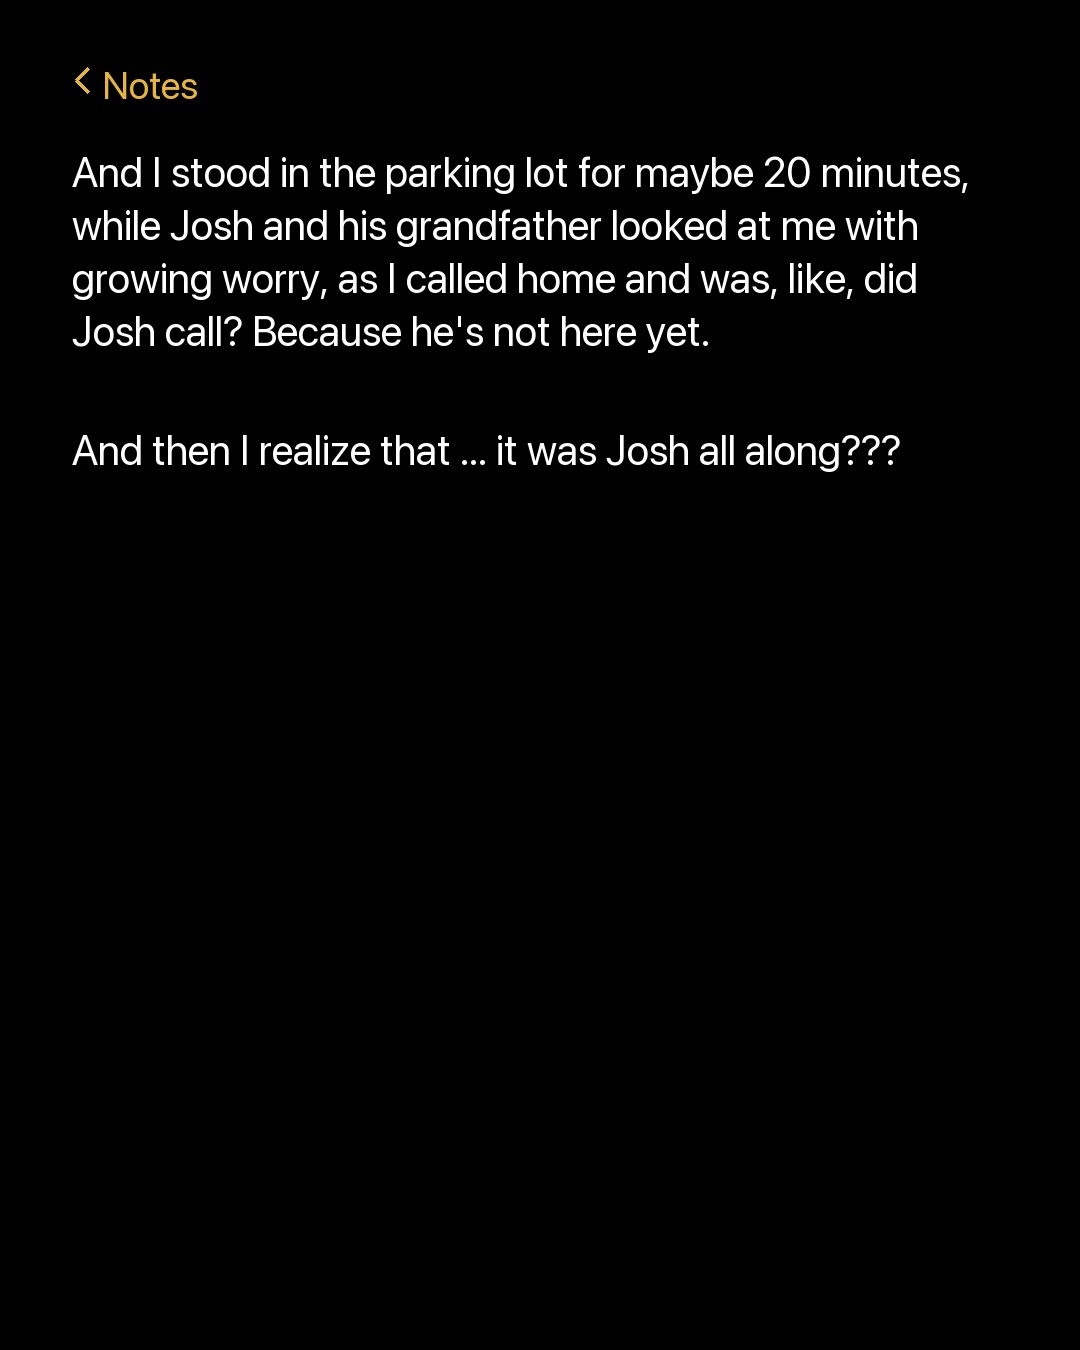 Notes
And I stood in the parking lot for maybe 20 minutes,
while Josh and his grandfather looked at me with
growing worry, as I called home and was, like, did
Josh call? Because he's not here yet.
And then I realize that ... it was Josh all along???